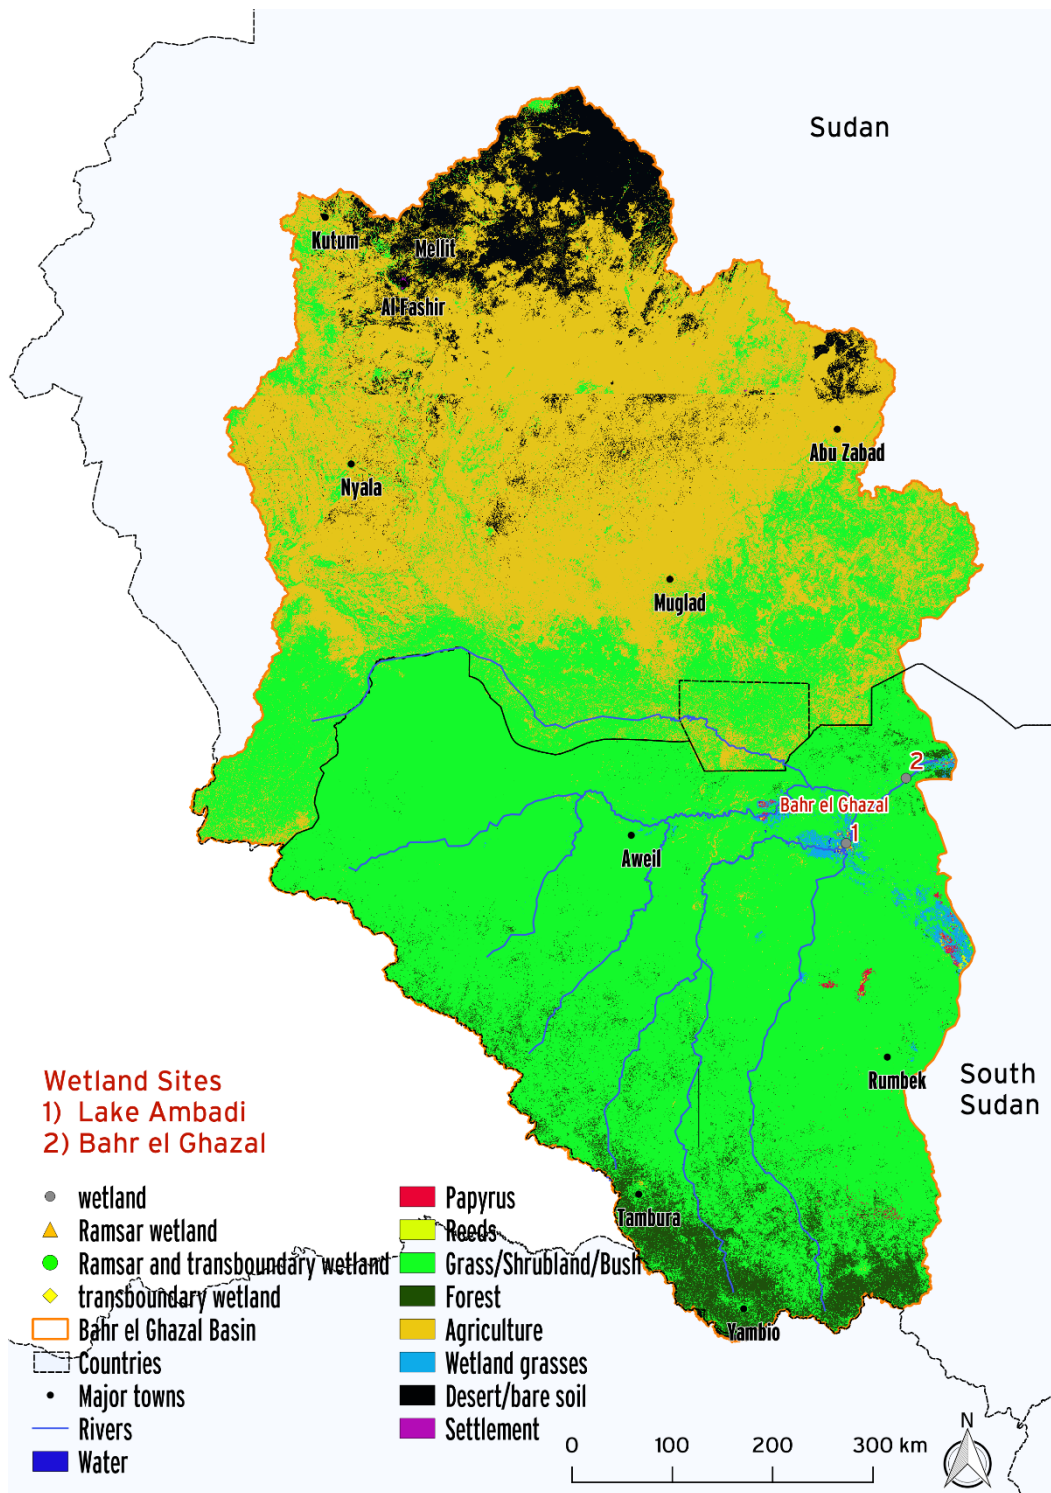 Sudan
Kutum
Mellit
Al Fashir
Abu Zabad
Nyala
Muglad
2
Bahr el Ghazal
1
Aweil
Rumbek
South
Sudan
Wetland Sites
1) Lake Ambadi
2) Bahr el Ghazal
Tambura
Yambio
wetland
Ramsar wetland
Ramsar and transboundary wetland
transboundary wetland
Bahr el Ghazal Basin
Countries
Major towns
Rivers
Water
Papyrus
Reeds
Grass/Shrubland/Bush
Forest
Agriculture
Wetland grasses
Desert/bare soil
Settlement
0 100 200 300 km
N